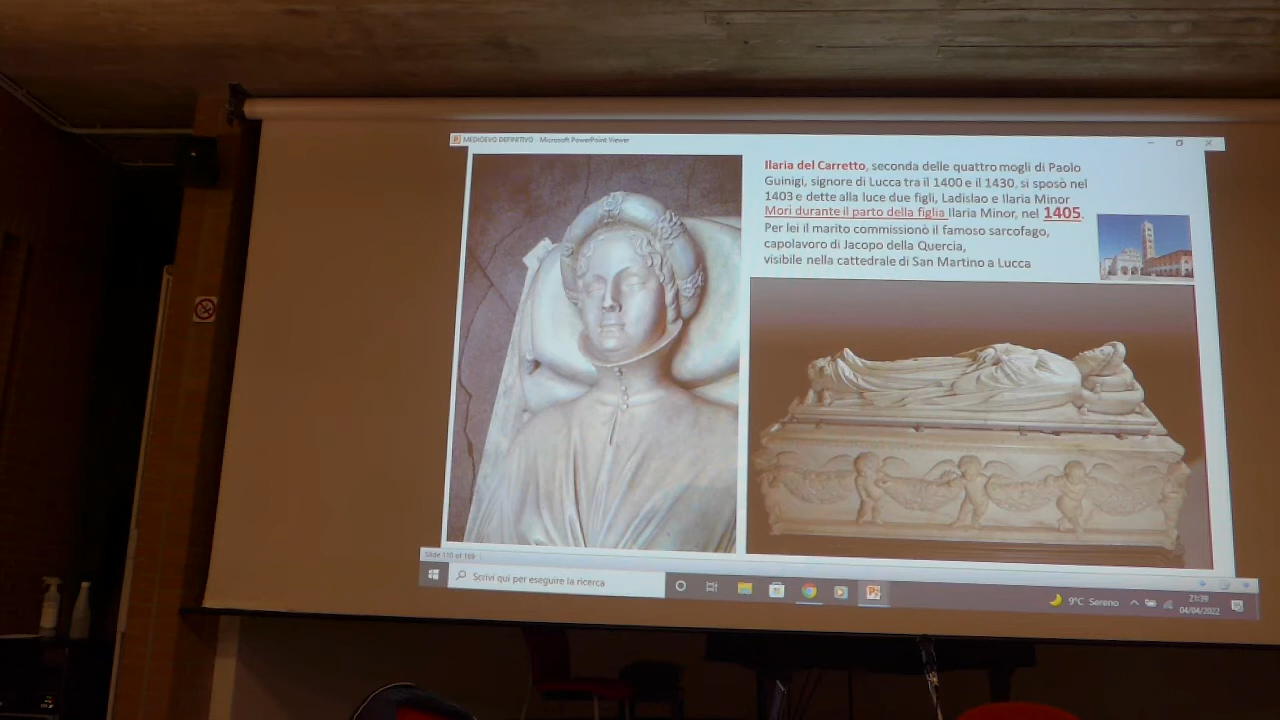 MEDIOEVO DEFINITIVO - Microsoft PowerPoint Viewer
Ilaria del Carretto, seconda delle quattro mogli di Paolo
Guinigi, signore di Lucca tra il 1400 e il 1430, si sposò nel
1403 e dette alla luce due figli, Ladislao e Ilaria Minor
Morì durante il parto della figlia Ilaria Minor, nel 1405.
Per lei il marito commissionò il famoso sarcofago,
capolavoro di Jacopo della Quercia,
visibile nella cattedrale di San Martino a Lucca
Slide 110 of 169
Scrivi qui per eseguire la ricerca
9°C Sereno
21:39
04/04/2022